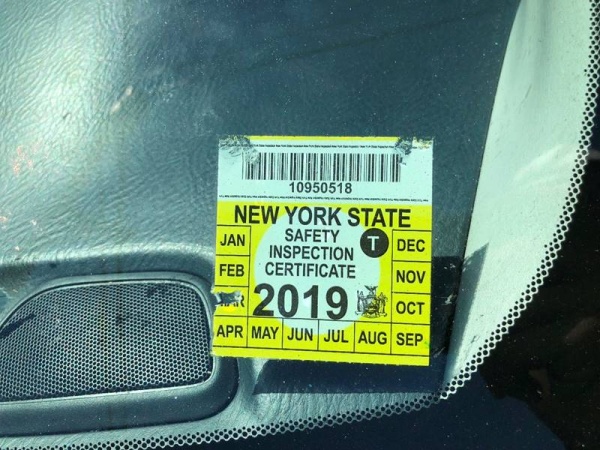 10950518
NEW YORK STATE
SAFETY
INSPECTION
CERTIFICATE
T
2019
JAN
FEB
MAR
APR
MAY
JUN
JUL
AUG
SEP
OCT
NOV
DEC